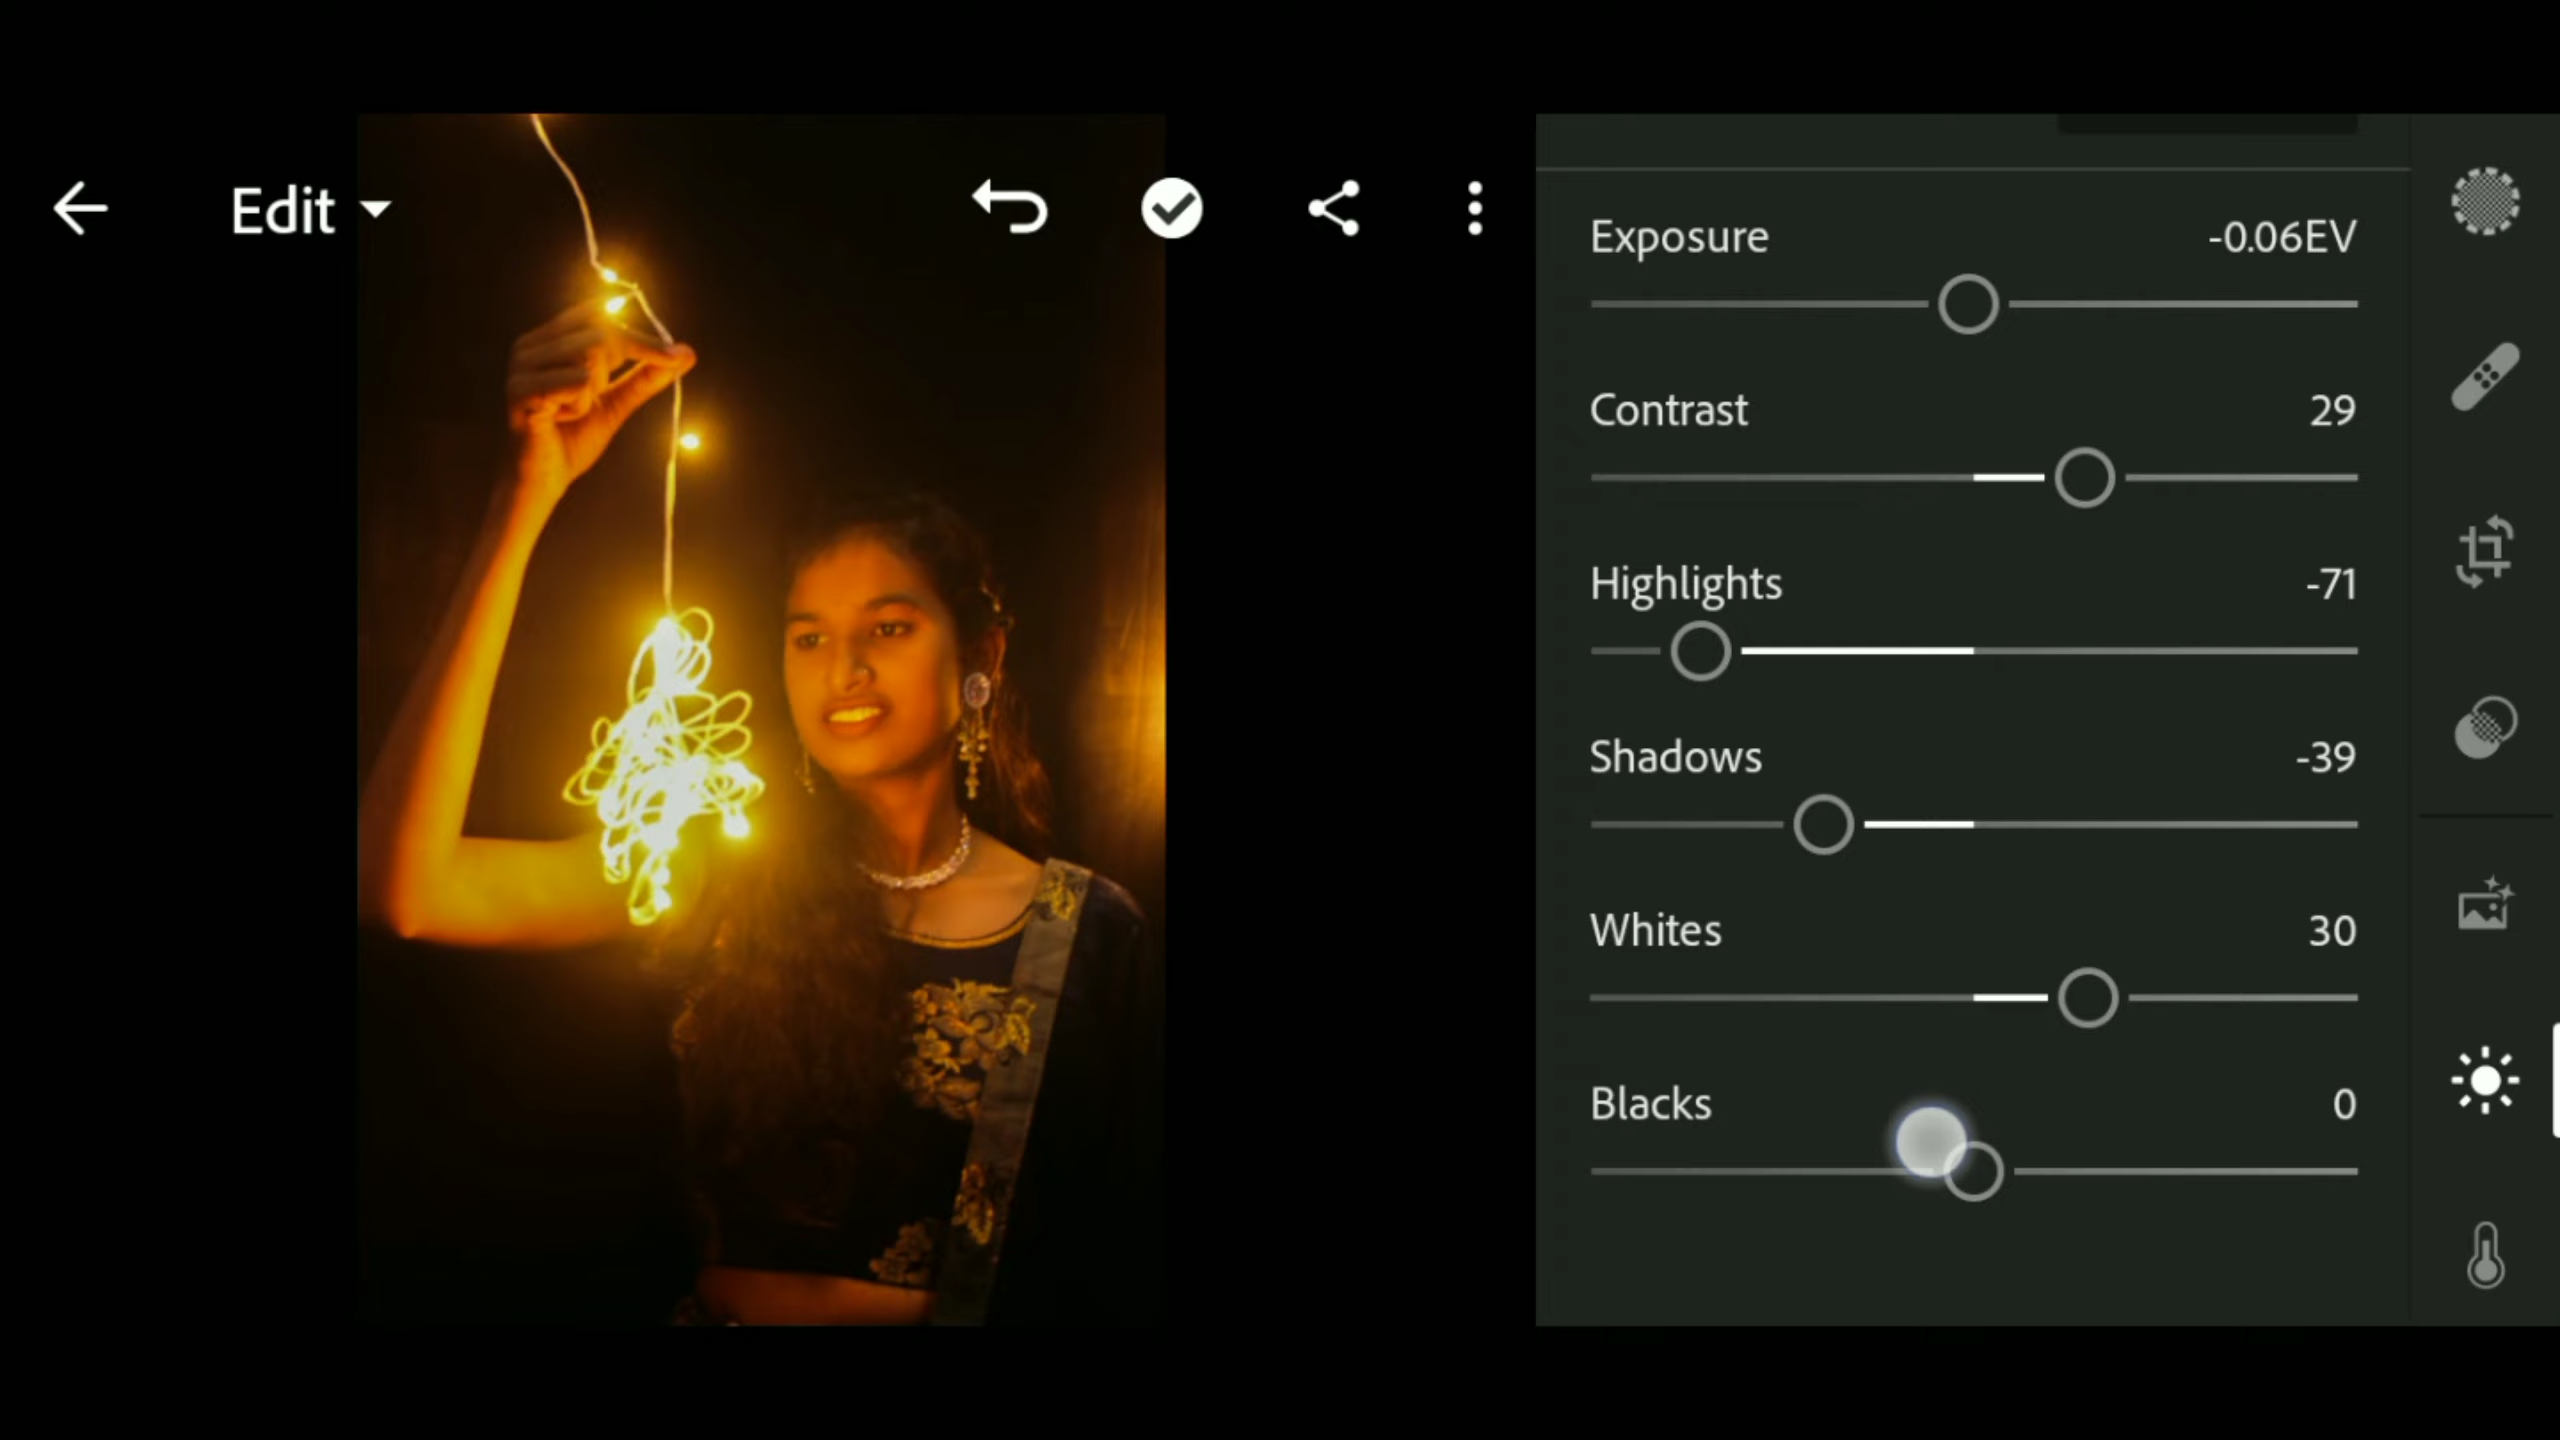 Edit
Exposure -0.06EV
Contrast 29
Highlights -71
Shadows -39
Whites 30
Blacks 0